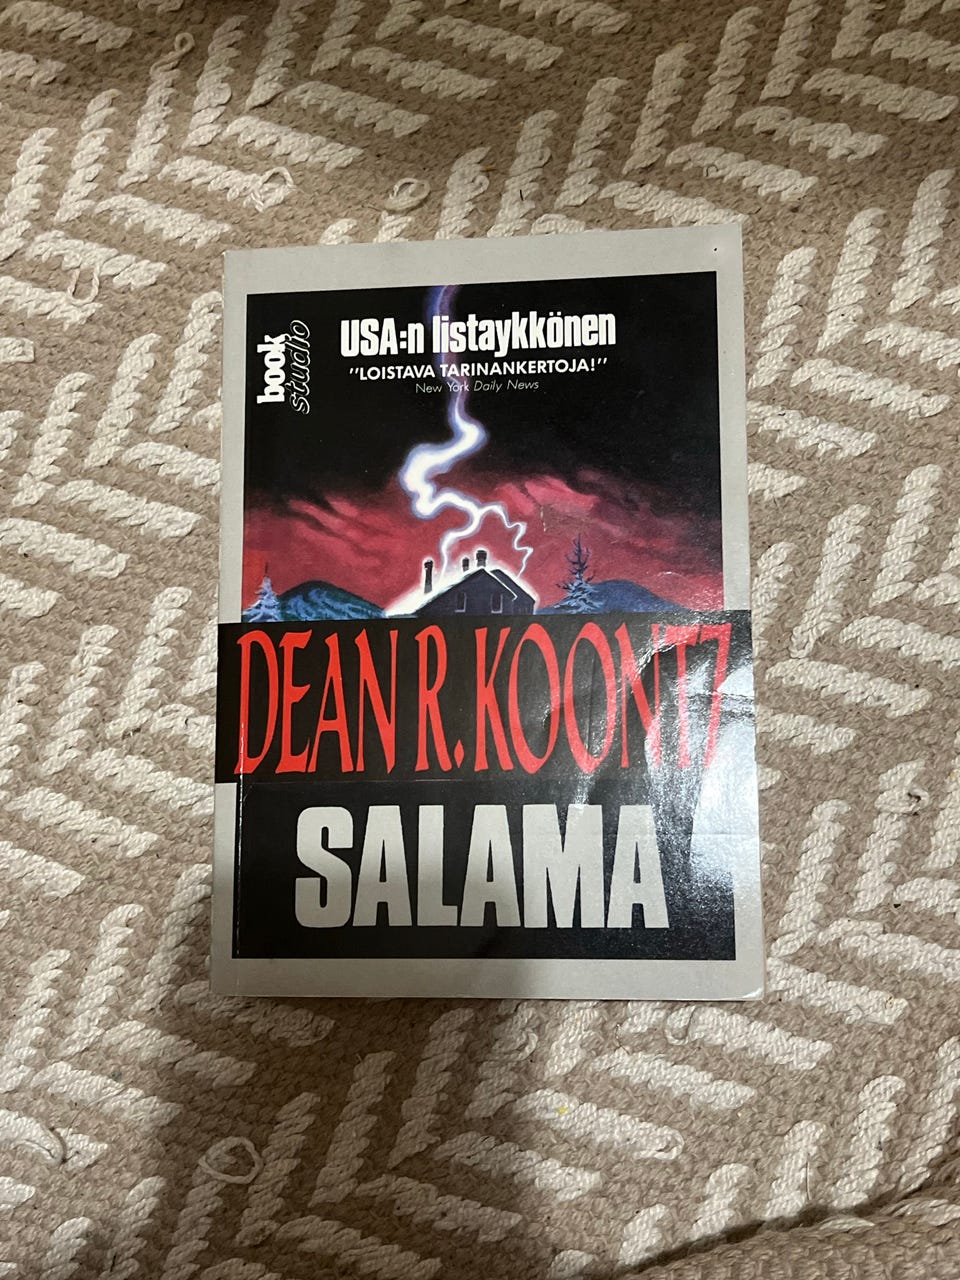 book
studio
USA:n listaykkönen
"LOISTAVA TARINANKERTOJA!"
New York Daily News
DEAN R. KOONTZ
SALAMA